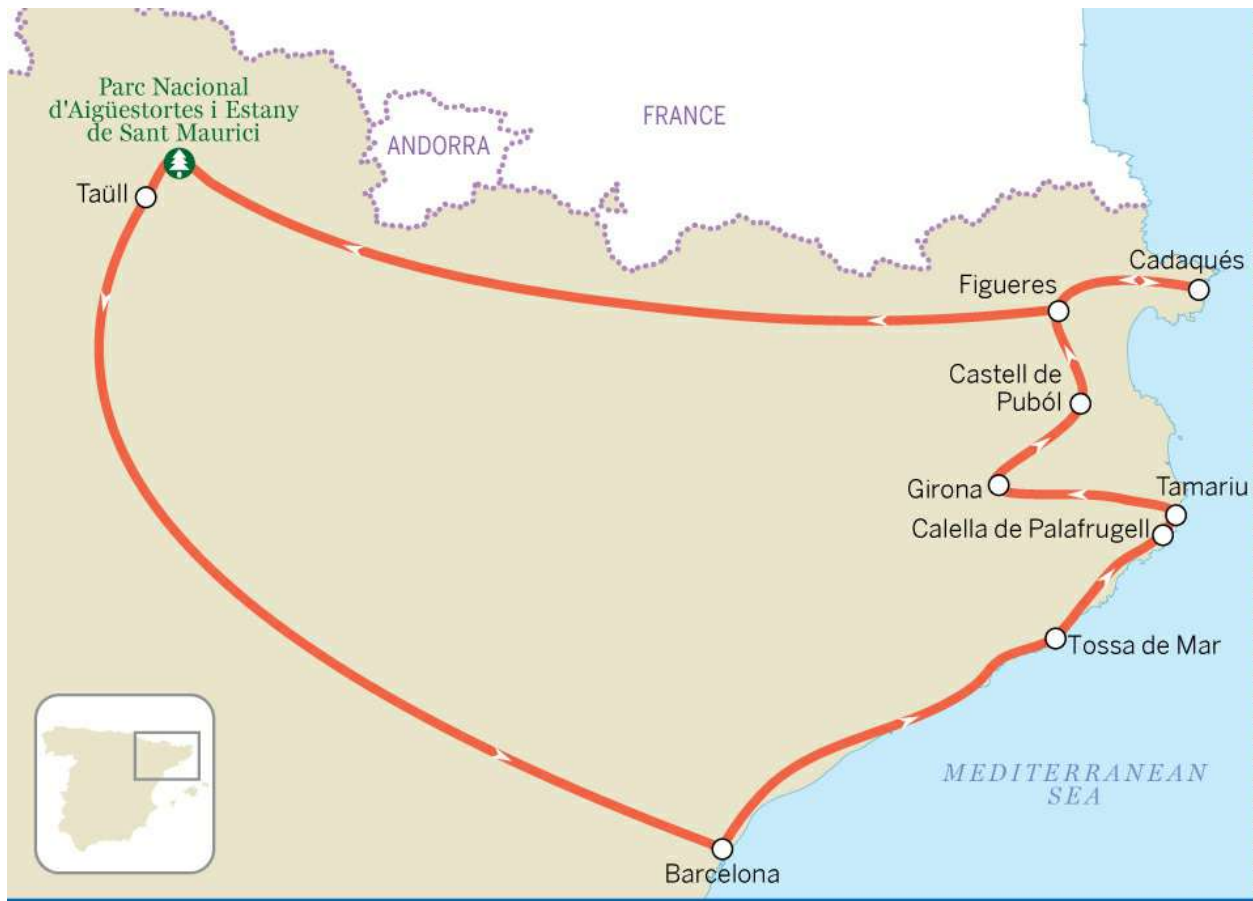 Parc Nacional
d'Aigüestortes i Estany
de Sant Maurici
FRANCE
ANDORRA
Taüll
Cadaqués
Figueres
Castell de
Puból
Girona
Tamariu
Calella de Palafrugell
Tossa de Mar
MEDITERRANEAN
SEA
Barcelona